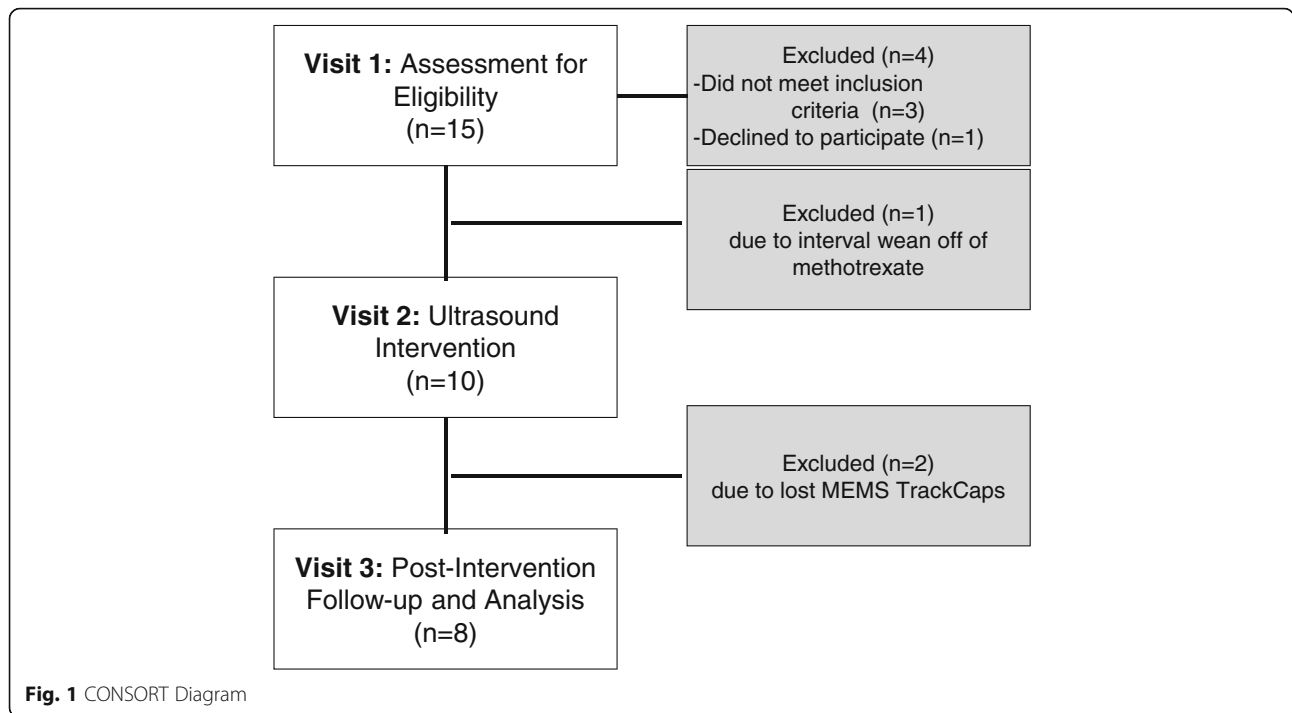 Visit 1: Assessment for
Eligibility
(n=15)
Excluded (n=4)
-Did not meet inclusion
criteria (n=3)
-Declined to participate (n=1)
Excluded (n=1)
due to interval wean off of
methotrexate
Visit 2: Ultrasound
Intervention
(n=10)
Excluded (n=2)
due to lost MEMS TrackCaps
Visit 3: Post-Intervention
Follow-up and Analysis
(n=8)
Fig. 1 CONSORT Diagram